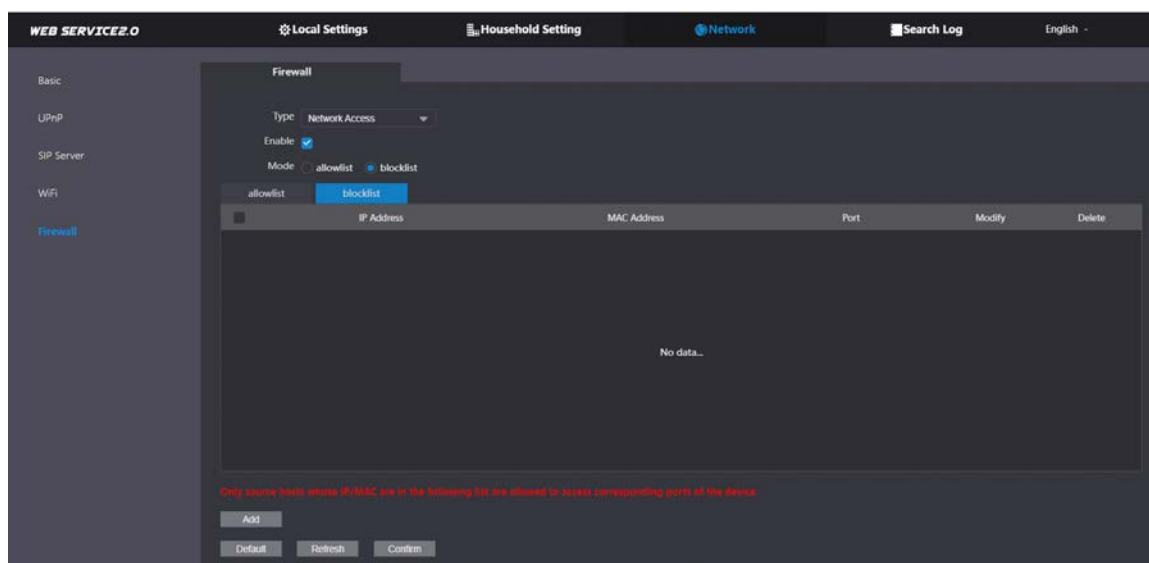 WEB SERVICE2.0 Local Settings Household Setting Network Search Log English
Basic
UPnP
SIP Server
WiFi
Firewall
Firewall
Type Network Access
Enable
Mode allowlist blocklist
allowlist blocklist
IP Address MAC Address Port Modify Delete
No data...
Only source hosts whose IP/MAC are in the following list are allowed to access corresponding ports of the device
Add
Default Refresh Confirm